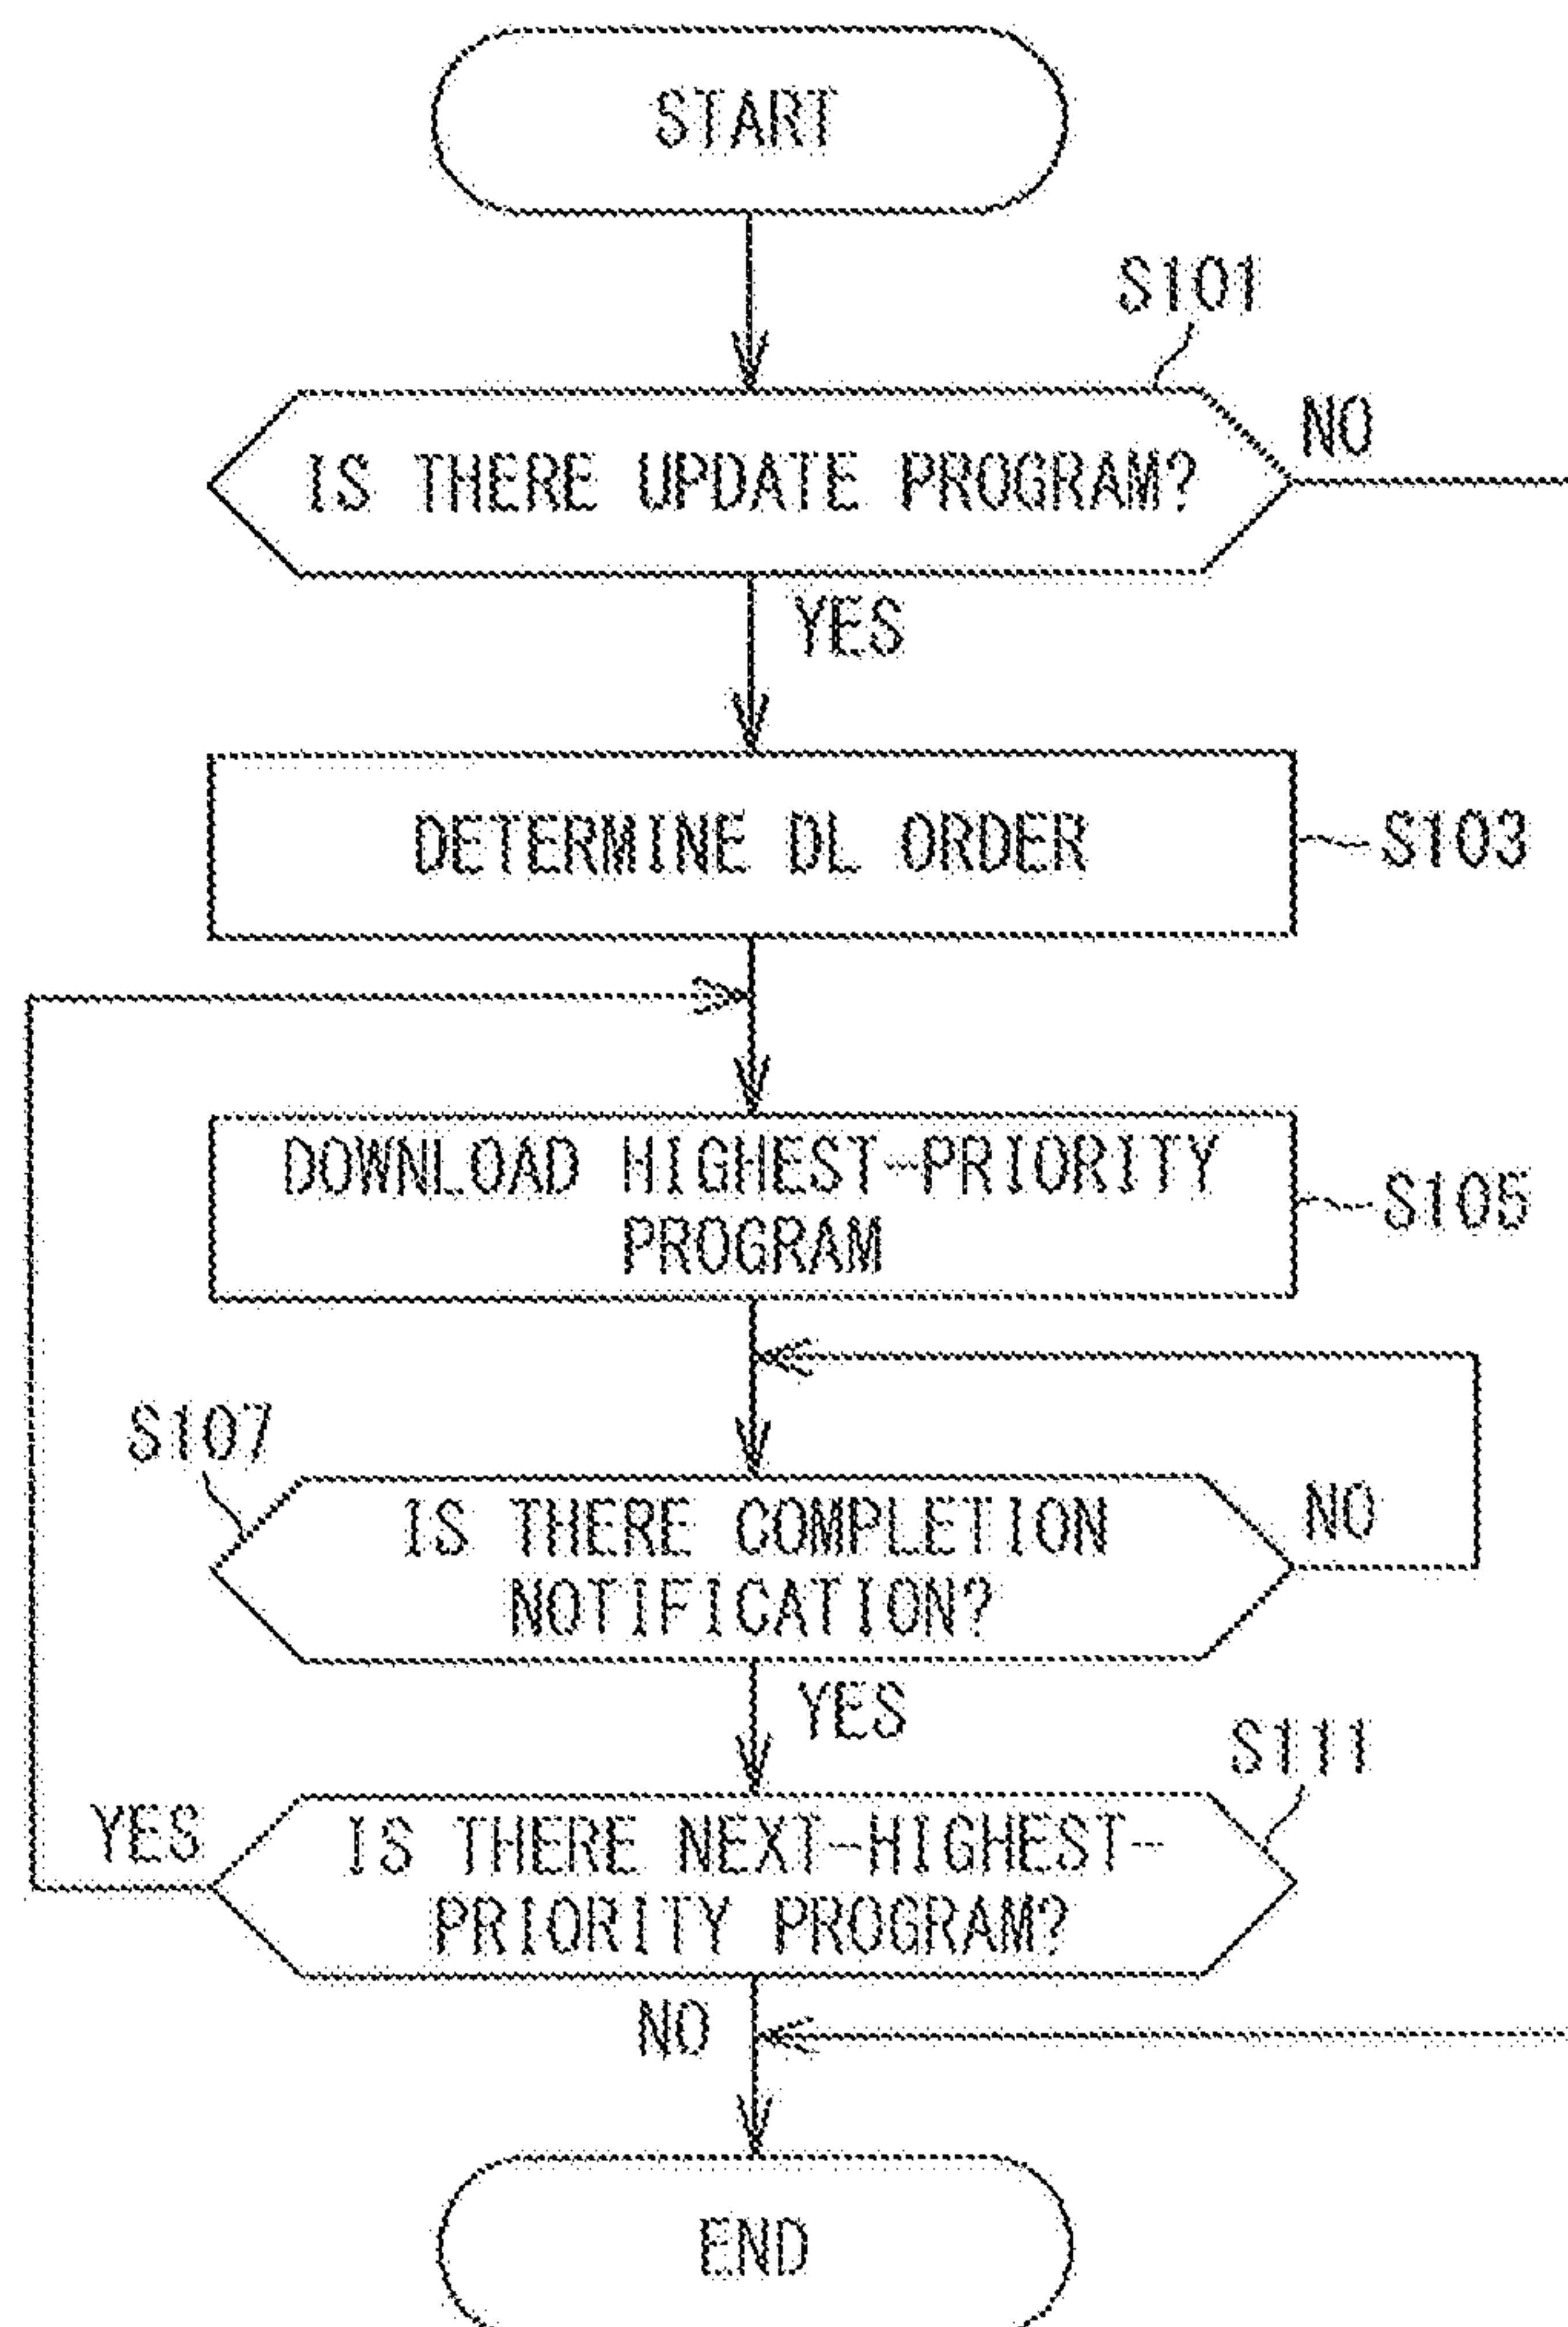 START
S101
IS THERE UPDATE PROGRAM?
NO
YES
DETERMINE DL ORDER
S103
DOWNLOAD HIGHEST-PRIORITY
PROGRAM
S105
S107
IS THERE COMPLETION
NOTIFICATION?
NO
YES
S111
YES
IS THERE NEXT-HIGHEST-
PRIORITY PROGRAM?
NO
END